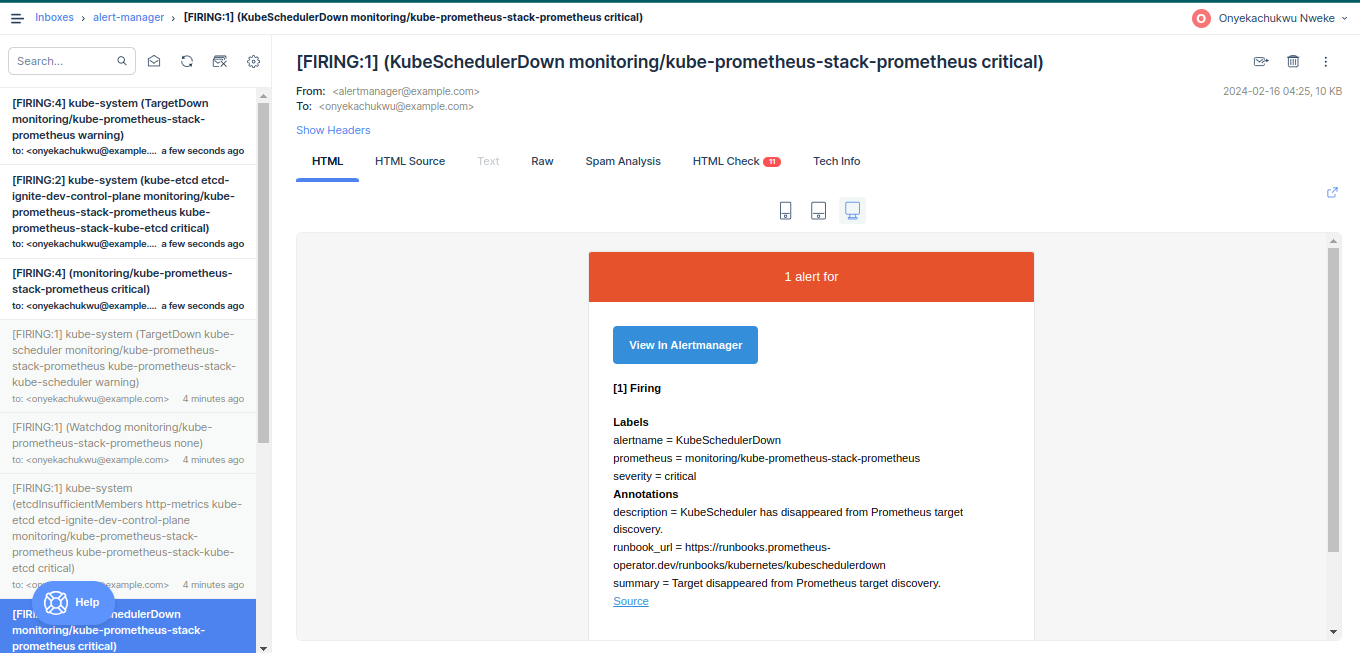 Inboxes › alert-manager › [FIRING:1] (KubeSchedulerDown monitoring/kube-prometheus-stack-prometheus critical)
O Onyekachukwu Nweke
Search...
[FIRING:4] kube-system (TargetDown
monitoring/kube-prometheus-stack-
prometheus warning)
to: <onyekachukwu@example.... a few seconds ago
[FIRING:2] kube-system (kube-etcd etcd-
ignite-dev-control-plane monitoring/kube-
prometheus-stack-prometheus kube-
prometheus-stack-kube-etcd critical)
to: <onyekachukwu@example.... a few seconds ago
[FIRING:4] (monitoring/kube-prometheus-
stack-prometheus critical)
to: <onyekachukwu@example.... a few seconds ago
[FIRING:1] kube-system (TargetDown kube-
scheduler monitoring/kube-prometheus-
stack-prometheus kube-prometheus-stack-
kube-scheduler warning)
to: <onyekachukwu@example.com> 4 minutes ago
[FIRING:1] (Watchdog monitoring/kube-
prometheus-stack-prometheus none)
to: <onyekachukwu@example.com> 4 minutes ago
[FIRING:1] kube-system
(etcdInsufficientMembers http-metrics kube-
etcd etcd-ignite-dev-control-plane
monitoring/kube-prometheus-stack-
prometheus kube-prometheus-stack-kube-
etcd critical)
to: example.com> 4 minutes ago
Help
monitoring/kube-prometheus-stack-
prometheus critical)
[FIRING:1] (KubeSchedulerDown monitoring/kube-prometheus-stack-prometheus critical)
From: <alertmanager@example.com>
2024-02-16 04:25, 10 KB
To: <onyekachukwu@example.com>
Show Headers
HTML HTML Source Text Raw Spam Analysis HTML Check 11 Tech Info
1 alert for
View In Alertmanager
[1] Firing
Labels
alertname = KubeSchedulerDown
prometheus = monitoring/kube-prometheus-stack-prometheus
severity = critical
Annotations
description = KubeScheduler has disappeared from Prometheus target
discovery.
runbook_url = https://runbooks.prometheus-
operator.dev/runbooks/kubernetes/kubeschedulerdown
summary = Target disappeared from Prometheus target discovery.
Source